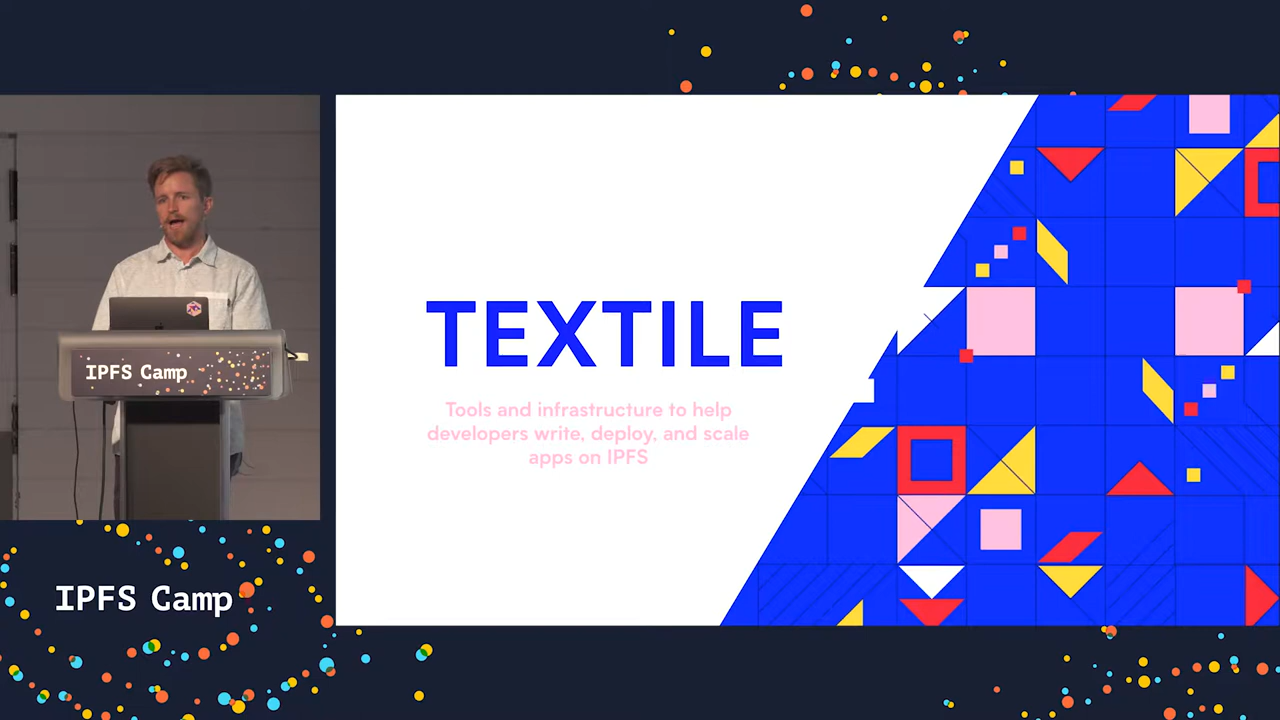 TEXTILE
Tools and infrastructure to help
developers write, deploy, and scale
apps on IPFS
IPFS Camp
IPFS Camp